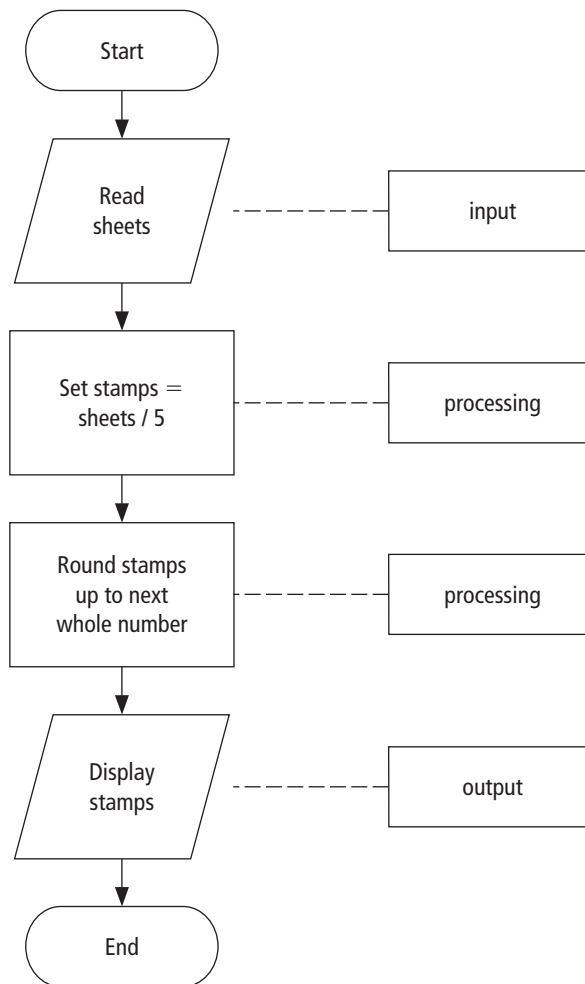 Start
Read
sheets
input
Set stamps =
sheets / 5
processing
Round stamps
up to next
whole number
processing
Display
stamps
output
End